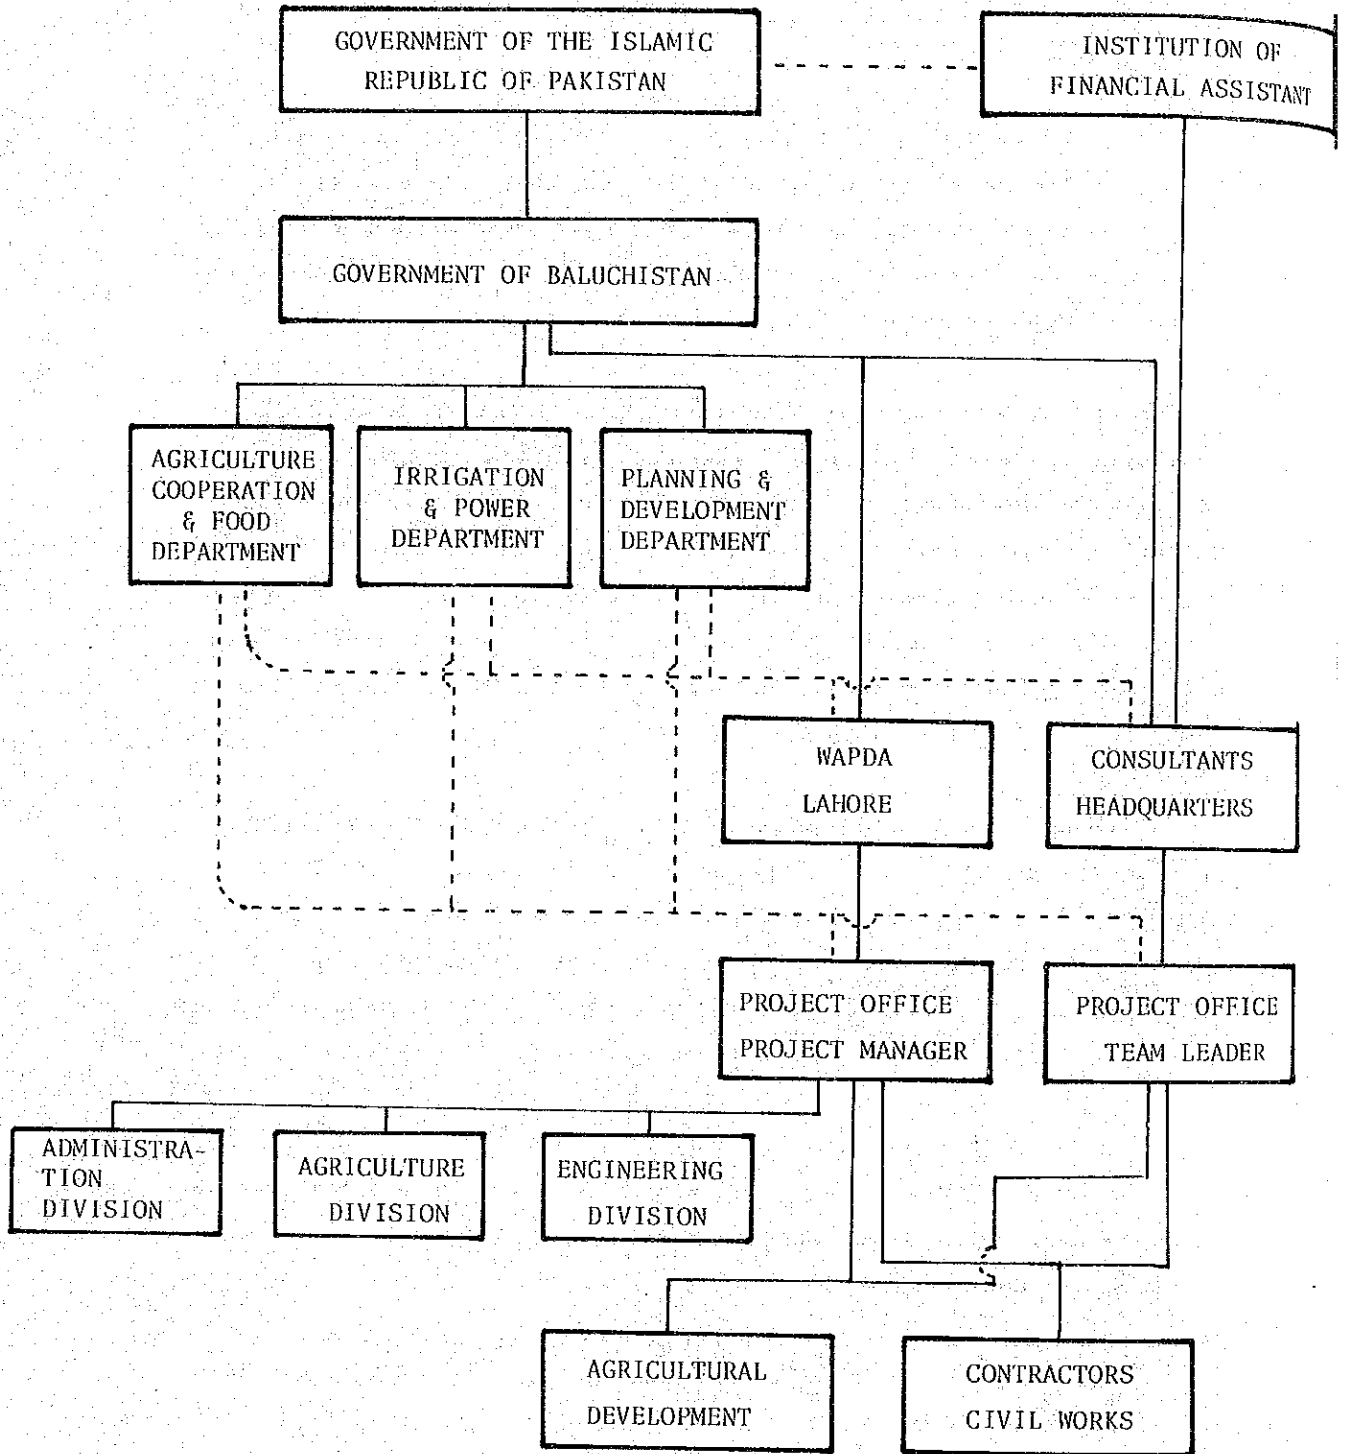 GOVERNMENT OF THE ISLAMIC
REPUBLIC OF PAKISTAN
INSTITUTION OF
FINANCIAL ASSISTANT
GOVERNMENT OF BALUCHISTAN
AGRICULTURE
COOPERATION
& FOOD
DEPARTMENT
IRRIGATION
& POWER
DEPARTMENT
PLANNING &
DEVELOPMENT
DEPARTMENT
WAPDA
LAHORE
CONSULTANTS
HEADQUARTERS
PROJECT OFFICE
PROJECT MANAGER
PROJECT OFFICE
TEAM LEADER
ADMINISTRA-
TION
DIVISION
AGRICULTURE
DIVISION
ENGINEERING
DIVISION
AGRICULTURAL
DEVELOPMENT
CONTRACTORS
CIVIL WORKS